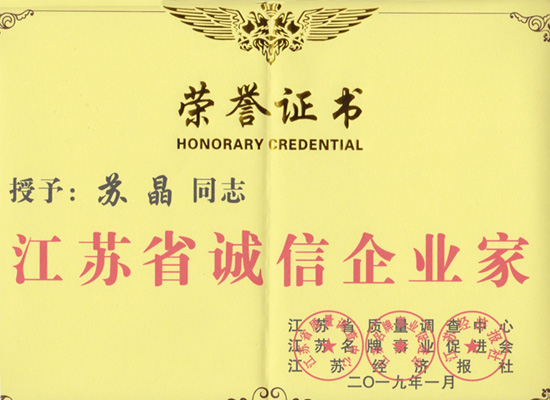 荣誉证书
HONORARY CREDENTIAL
授予：苏晶 同志
江苏省诚信企业家
江苏省质量调查中心
江苏名牌事业促进会
江苏经济报社
二〇一九年一月